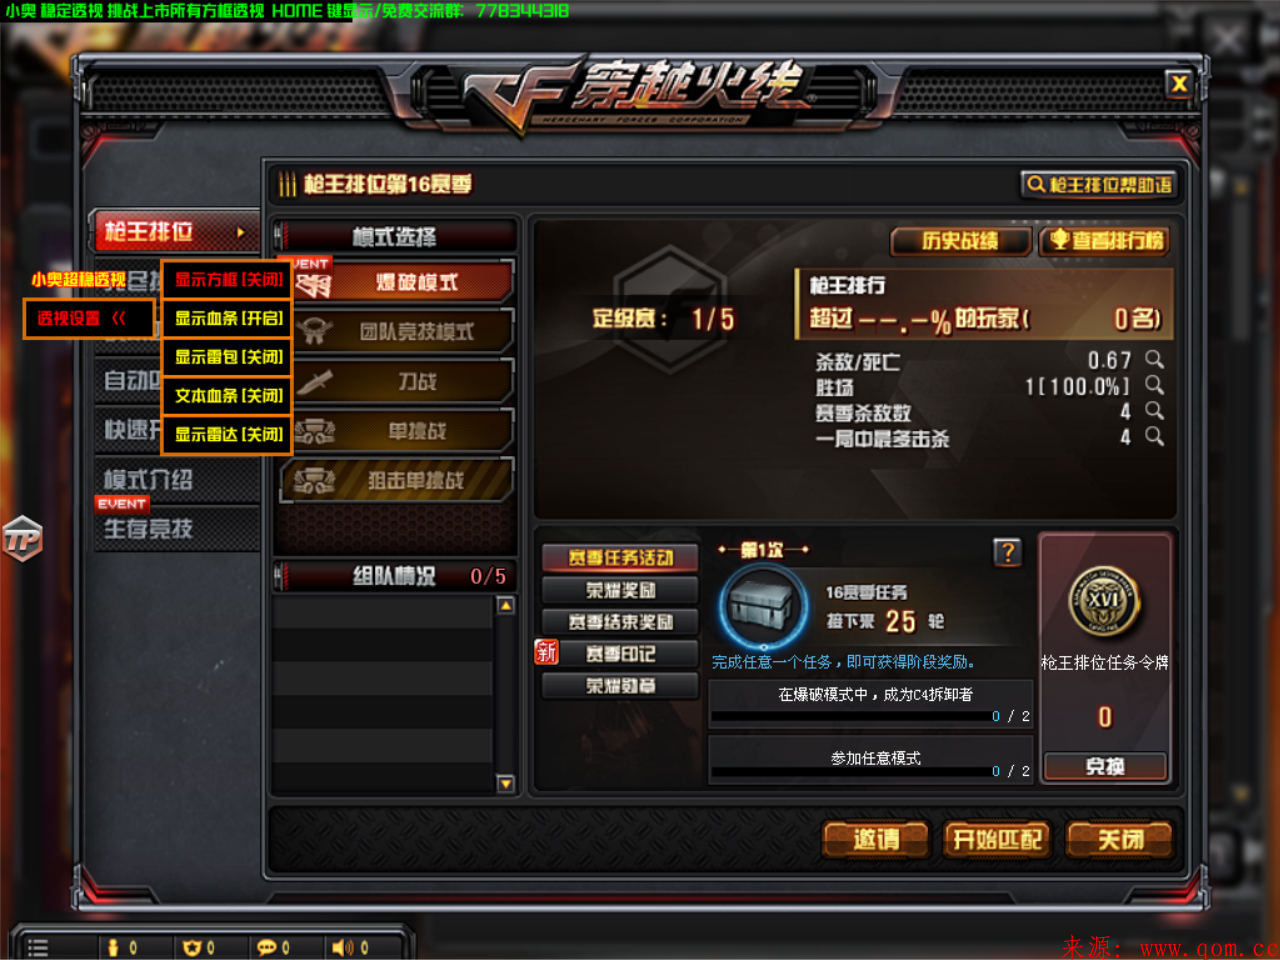 小奥 稳定透视 挑战上市所有方框透视 HOME 键显示/免费交流群: 778344318
CF 穿越火线
MERCENARY FORCES CORPORATION
X
枪王排位第16赛季
枪王排位帮助语
枪王排位
模式选择
历史战绩
查看排行榜
小奥超稳透视
透视设置 《《
显示方框[关闭]
显示血条[开启]
显示雷包[关闭]
文本血条[关闭]
显示雷达[关闭]
自动
快速
模式介绍
EVENT
生存竞技
EVENT
爆破模式
团队竞技模式
刀战
单挑战
狙击单挑战
定级赛: 1/5
枪王排行
超过--.-%的玩家( 0名)
杀敌/死亡 0.67
胜场 1[100.0%]
赛季杀敌数 4
一局中最多击杀 4
TP
组队情况 0/5
赛季任务活动
荣耀奖励
赛季结束奖励
新 赛季印记
荣耀勋章
第1次
?
16赛季任务
接下来 25 轮
完成任意一个任务，即可获得阶段奖励。
在爆破模式中，成为C4拆卸者
0 / 2
参加任意模式
0 / 2
XVI
枪王排位任务令牌
0
兑换
邀请
开始匹配
关闭
0 0 0 0
来源: www.qom.cc